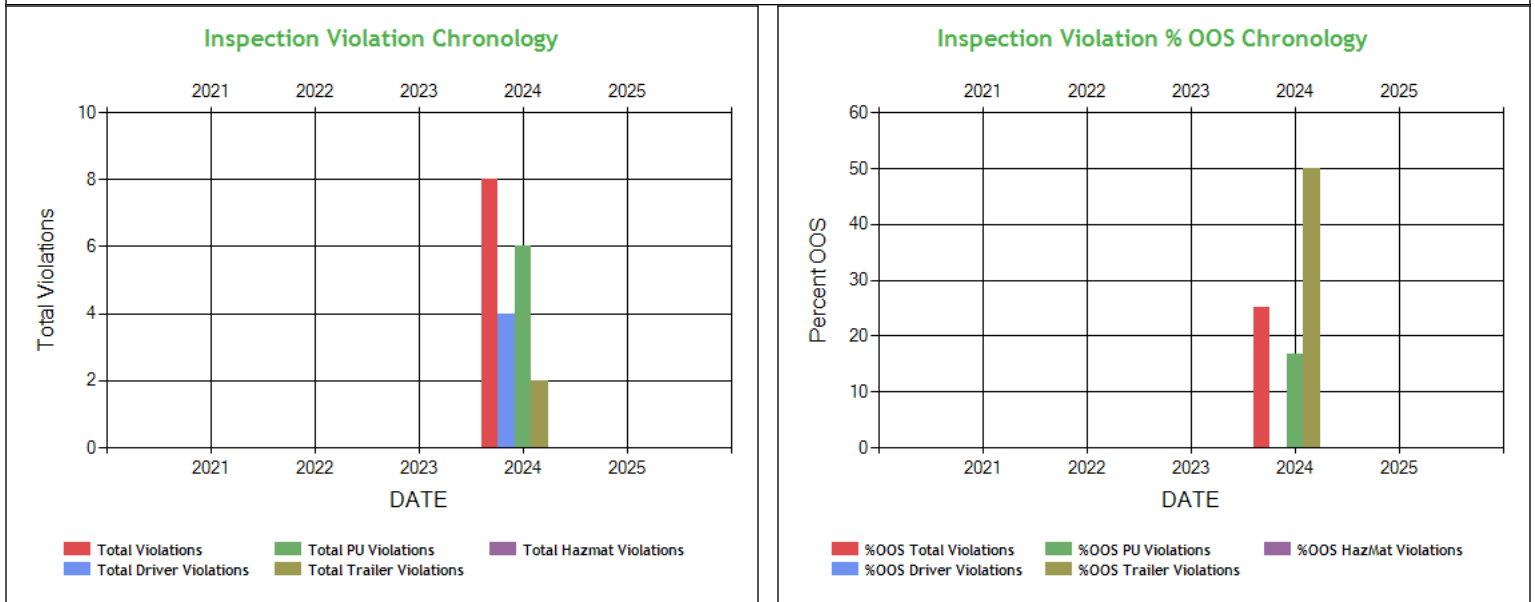 Inspection Violation Chronology
2021 2022 2023 2024 2025
10
8
6
4
2
0
Total Violations
2021 2022 2023 2024 2025
DATE
Total Violations Total PU Violations Total Hazmat Violations
Total Driver Violations Total Trailer Violations
Inspection Violation % OOS Chronology
2021 2022 2023 2024 2025
60
50
40
30
20
10
0
Percent OOS
2021 2022 2023 2024 2025
DATE
%OOS Total Violations %OOS PU Violations %OOS HazMat Violations
%OOS Driver Violations %OOS Trailer Violations